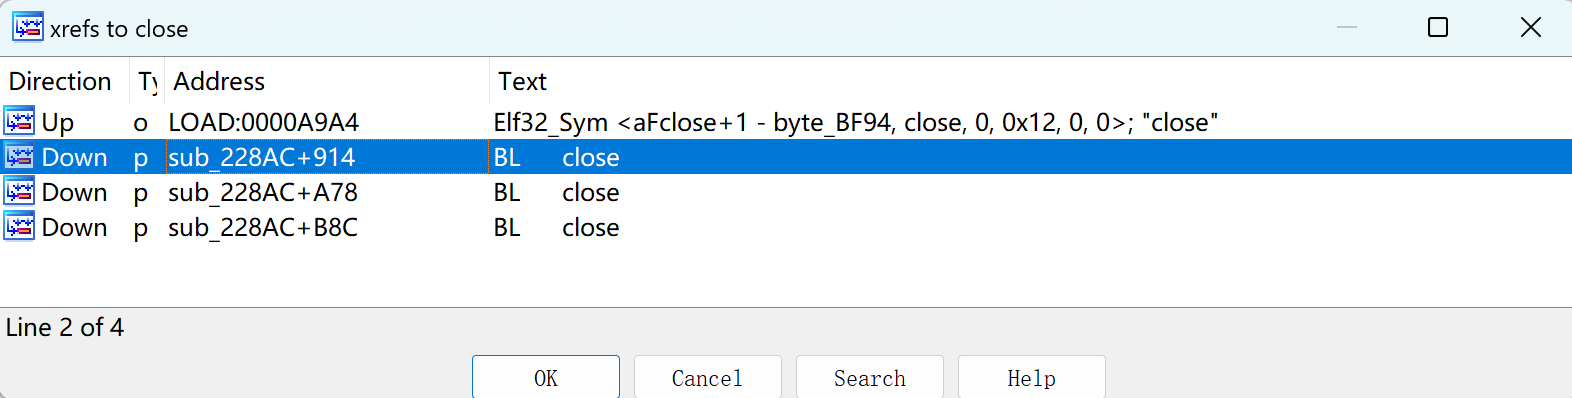 xrefs to close
Direction Ty Address Text
Up o LOAD:0000A9A4 Elf32_Sym <aFclose+1 - byte_BF94, close, 0, 0x12, 0, 0>; "close"
Down p sub_228AC+914 BL close
Down p sub_228AC+A78 BL close
Down p sub_228AC+B8C BL close
Line 2 of 4
OK Cancel Search Help